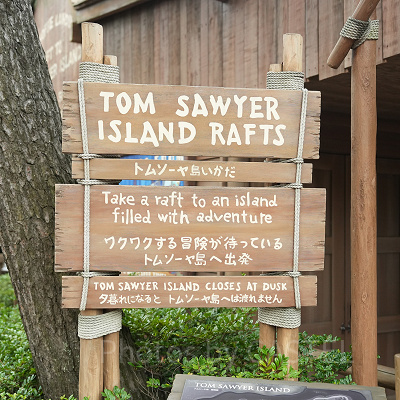 TOM SAWYER
ISLAND RAFTS
トムソーヤ島いかだ
Take a raft to an island
filled with adventure
ワクワクする冒険が待っている
トムソーヤ島へ出発
TOM SAWYER ISLAND CLOSES AT DUSK
夕暮れになると トムソーヤ島へは渡れません
TOM SAWYER ISLAND